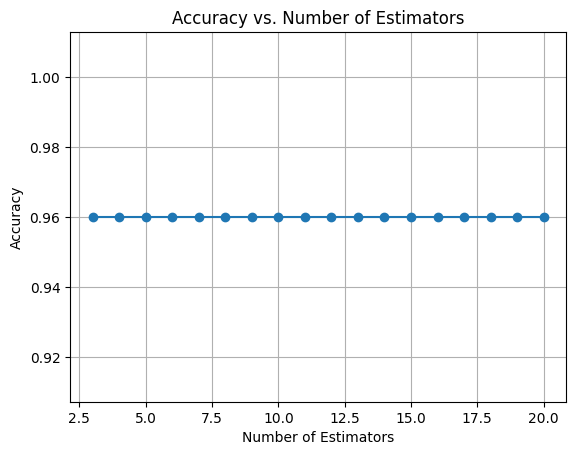 Accuracy vs. Number of Estimators
1.00
0.98
0.96
0.94
0.92
Accuracy
2.5 5.0 7.5 10.0 12.5 15.0 17.5 20.0
Number of Estimators